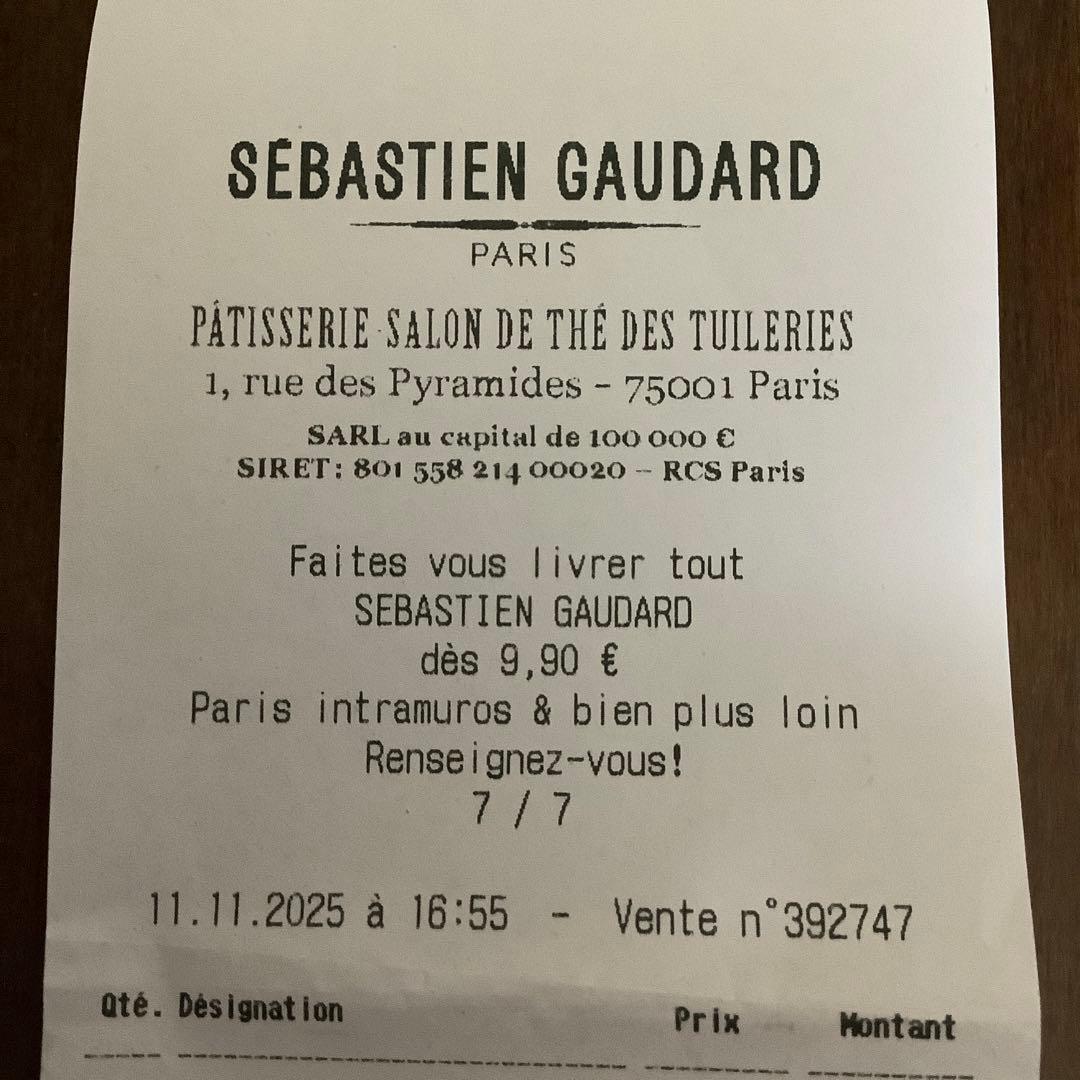 SÉBASTIEN GAUDARD
PARIS
PÂTISSERIE-SALON DE THÉ DES TUILERIES
1, rue des Pyramides – 75001 Paris
SARL au capital de 100 000 €
SIRET: 801 558 214 00020 – RCS Paris
Faites vous livrer tout
SEBASTIEN GAUDARD
dès 9,90 €
Paris intramuros & bien plus loin
Renseignez-vous!
7 / 7
11.11.2025 à 16:55 - Vente n°392747
Qté. Désignation Prix Montant